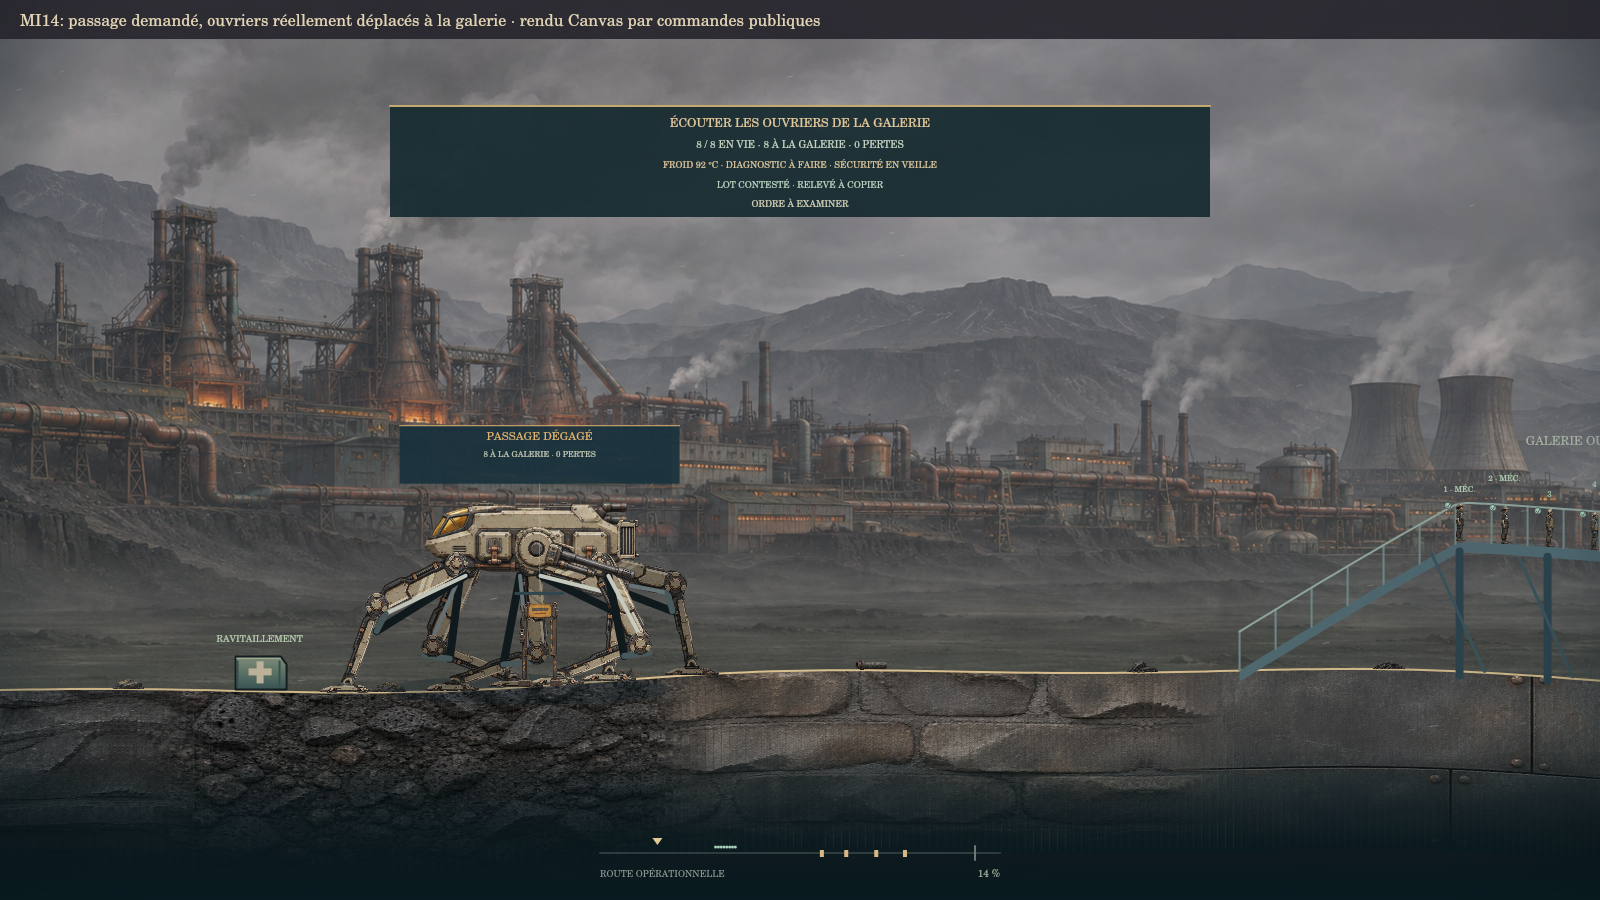 MI14: passage demandé, ouvriers réellement déplacés à la galerie · rendu Canvas par commandes publiques
ÉCOUTER LES OUVRIERS DE LA GALERIE
8 / 8 EN VIE · 8 À LA GALERIE · 0 PERTES
FROID 92 °C · DIAGNOSTIC À FAIRE · SÉCURITÉ EN VEILLE
LOT CONTESTÉ · RELEVÉ À COPIER
ORDRE À EXAMINER
PASSAGE DÉGAGÉ
8 À LA GALERIE · 0 PERTES
GALERIE OU
1 · MÉC.
2 · MÉC.
3
4
RAVITAILLEMENT
ROUTE OPÉRATIONNELLE
14 %